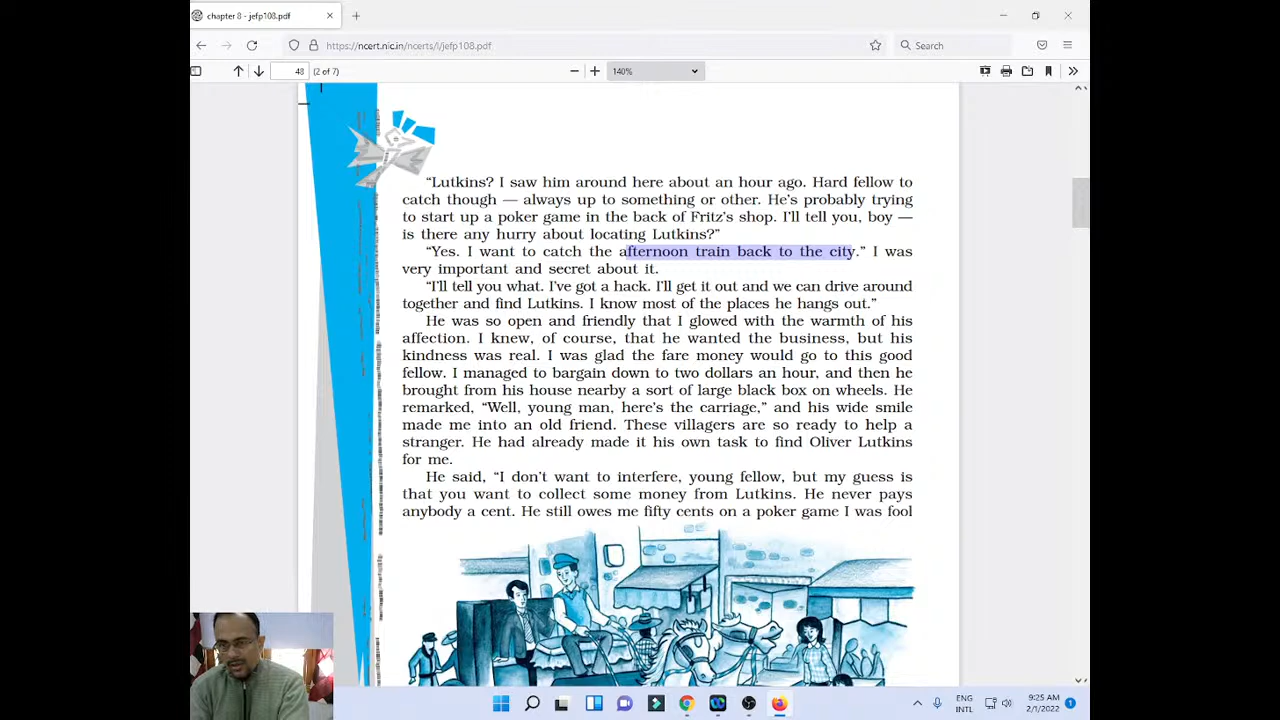 chapter 8 - jefp108.pdf
https://ncert.nic.in/ncerts/l/jefp108.pdf
Search
48
(2 of 7)
140%
“Lutkins? I saw him around here about an hour ago. Hard fellow to
catch though — always up to something or other. He’s probably trying
to start up a poker game in the back of Fritz’s shop. I’ll tell you, boy —
is there any hurry about locating Lutkins?”
“Yes. I want to catch the afternoon train back to the city.” I was
very important and secret about it.
“I’ll tell you what. I’ve got a hack. I’ll get it out and we can drive around
together and find Lutkins. I know most of the places he hangs out.”
He was so open and friendly that I glowed with the warmth of his
affection. I knew, of course, that he wanted the business, but his
kindness was real. I was glad the fare money would go to this good
fellow. I managed to bargain down to two dollars an hour, and then he
brought from his house nearby a sort of large black box on wheels. He
remarked, “Well, young man, here’s the carriage,” and his wide smile
made me into an old friend. These villagers are so ready to help a
stranger. He had already made it his own task to find Oliver Lutkins
for me.
He said, “I don’t want to interfere, young fellow, but my guess is
that you want to collect some money from Lutkins. He never pays
anybody a cent. He still owes me fifty cents on a poker game I was fool
ENG
INTL
9:25 AM
2/1/2022
1